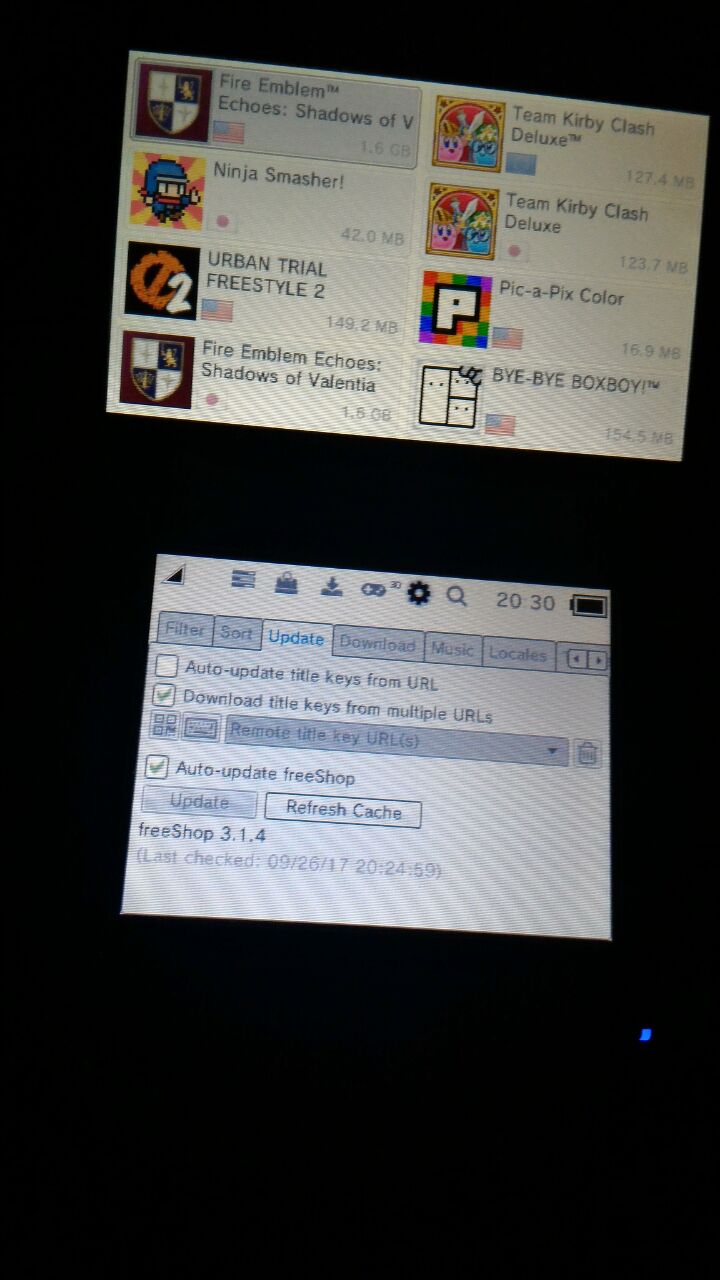 Fire Emblem™
Echoes: Shadows of V
1.6 GB
Ninja Smasher!
42.0 MB
URBAN TRIAL
FREESTYLE 2
149.2 MB
Fire Emblem Echoes:
Shadows of Valentia
1.6 GB
Team Kirby Clash
Deluxe™
127.4 MB
Team Kirby Clash
Deluxe
123.7 MB
Pic-a-Pix Color
16.9 MB
BYE-BYE BOXBOY!™
154.5 MB
30
20 30
Filter Sort Update Download Music Locales
Auto-update title keys from URL
Download title keys from multiple URLs
Remote title key URL(s)
Auto-update freeShop
Update Refresh Cache
freeShop 3.1.4
(Last checked: 09/26/17 20:24:59)